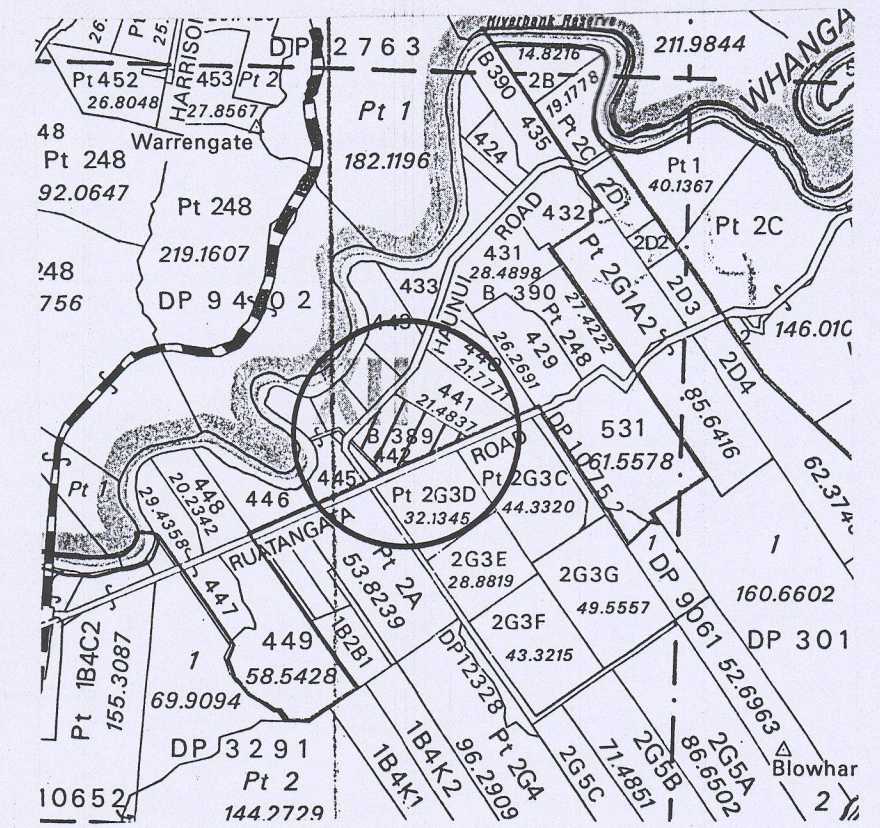 Riverbank Reserve
26.
Pt
25.
HARRISON
DP 2763
14.8216
211.9844
WHANGA
Pt 452
453
Pt 2
26.8048
27.8567
Pt 1
B 390
2B
19.1778
48
Warrengate
182.1196
424
435
Pt 2C
Pt 248
92.0647
Pt 1
40.1367
Pt 248
ROAD
432
2D1
Pt 2C
219.1607
431
28.4898
2D2
248
756
433
B 390
Pt 2G1A2
2D3
27.4222
443
Pt 248
429
26.2691
146.010
440
21.777
441
21.4837
2D4
B 389
442
ROAD
531
61.5578
85.6416
DP 10752
Pt 1
29.4358
20.2342
448
446
445
Pt 2G3D
32.1345
Pt 2G3C
44.3320
62.374
RUATANGATA
Pt 2A
53.8239
2G3E
28.8819
2G3G
49.5557
1
DP 9061
52.6963
1
160.6602
447
2G3F
43.3215
Pt 1B4C2
155.3087
449
58.5428
1B2B1
DP12328
DP 301
1
69.9094
DP 3291
Pt 2
144.2729
1B4K1
1B4K2
96.2909
Pt 2G4
2G5C
71.4851
2G5B
86.6502
2G5A
Blowhar
2
10652